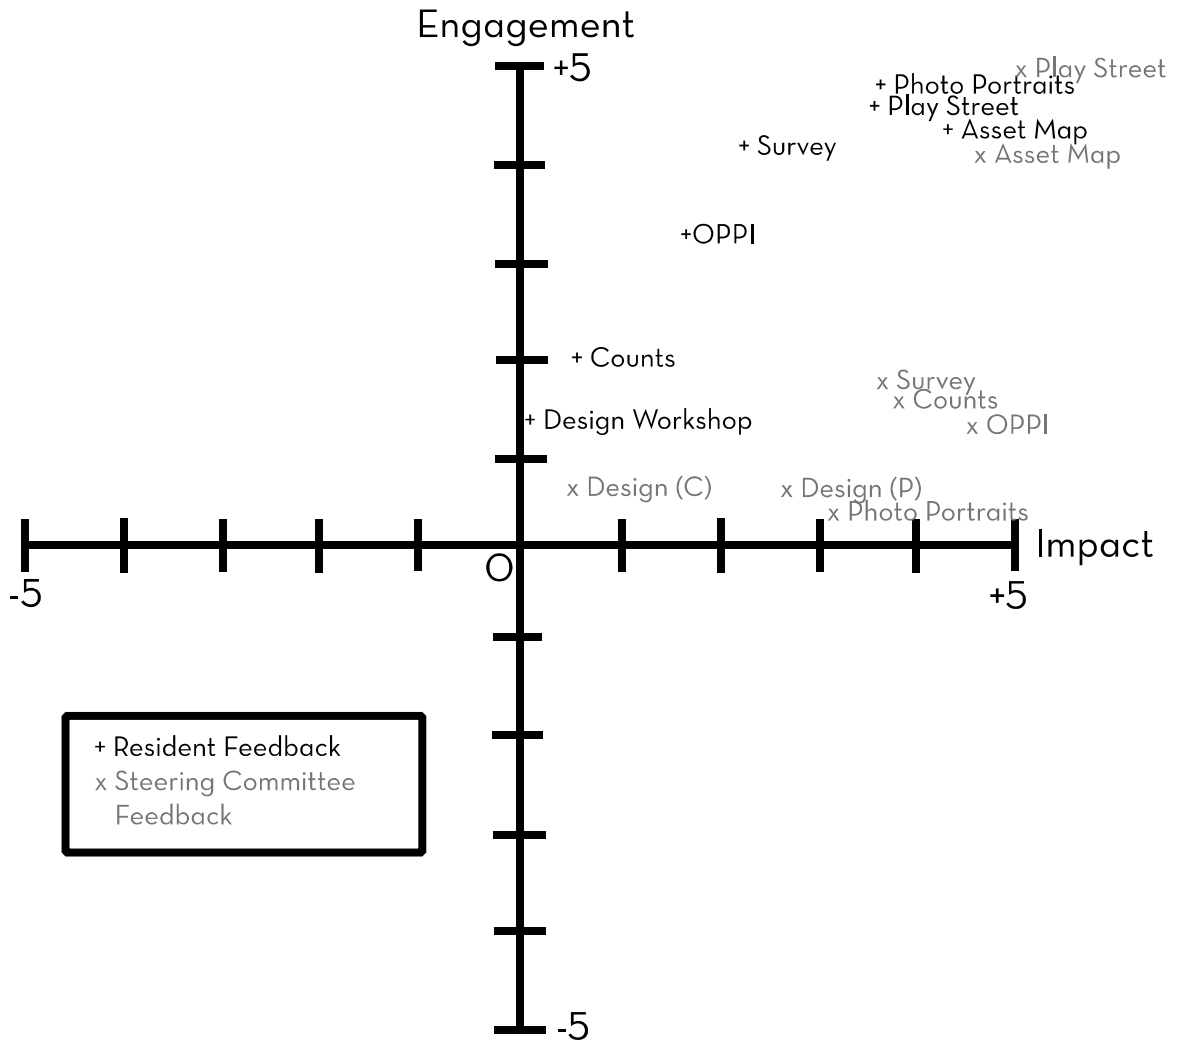 Engagement
+5
x Play Street
+ Photo Portraits
+ Play Street
+ Asset Map
+ Survey
x Asset Map
+OPPI
+ Counts
x Survey
x Counts
+ Design Workshop
x OPPI
x Design (C)
x Design (P)
x Photo Portraits
Impact
O
-5
+5
+ Resident Feedback
x Steering Committee
Feedback
-5